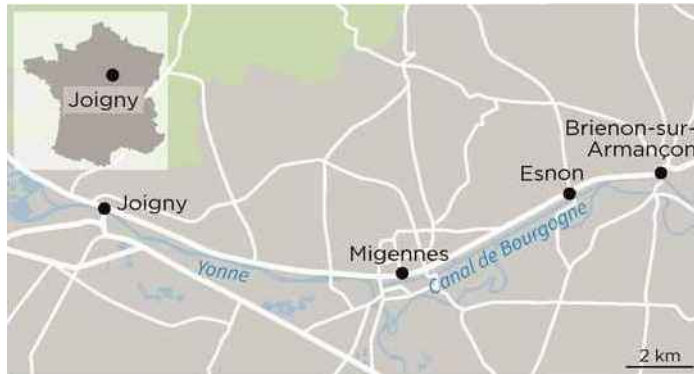 Joigny
Brienon-sur-
Armançon
Esnon
Joigny
Migennes
Yonne
Canal de Bourgogne
2 km